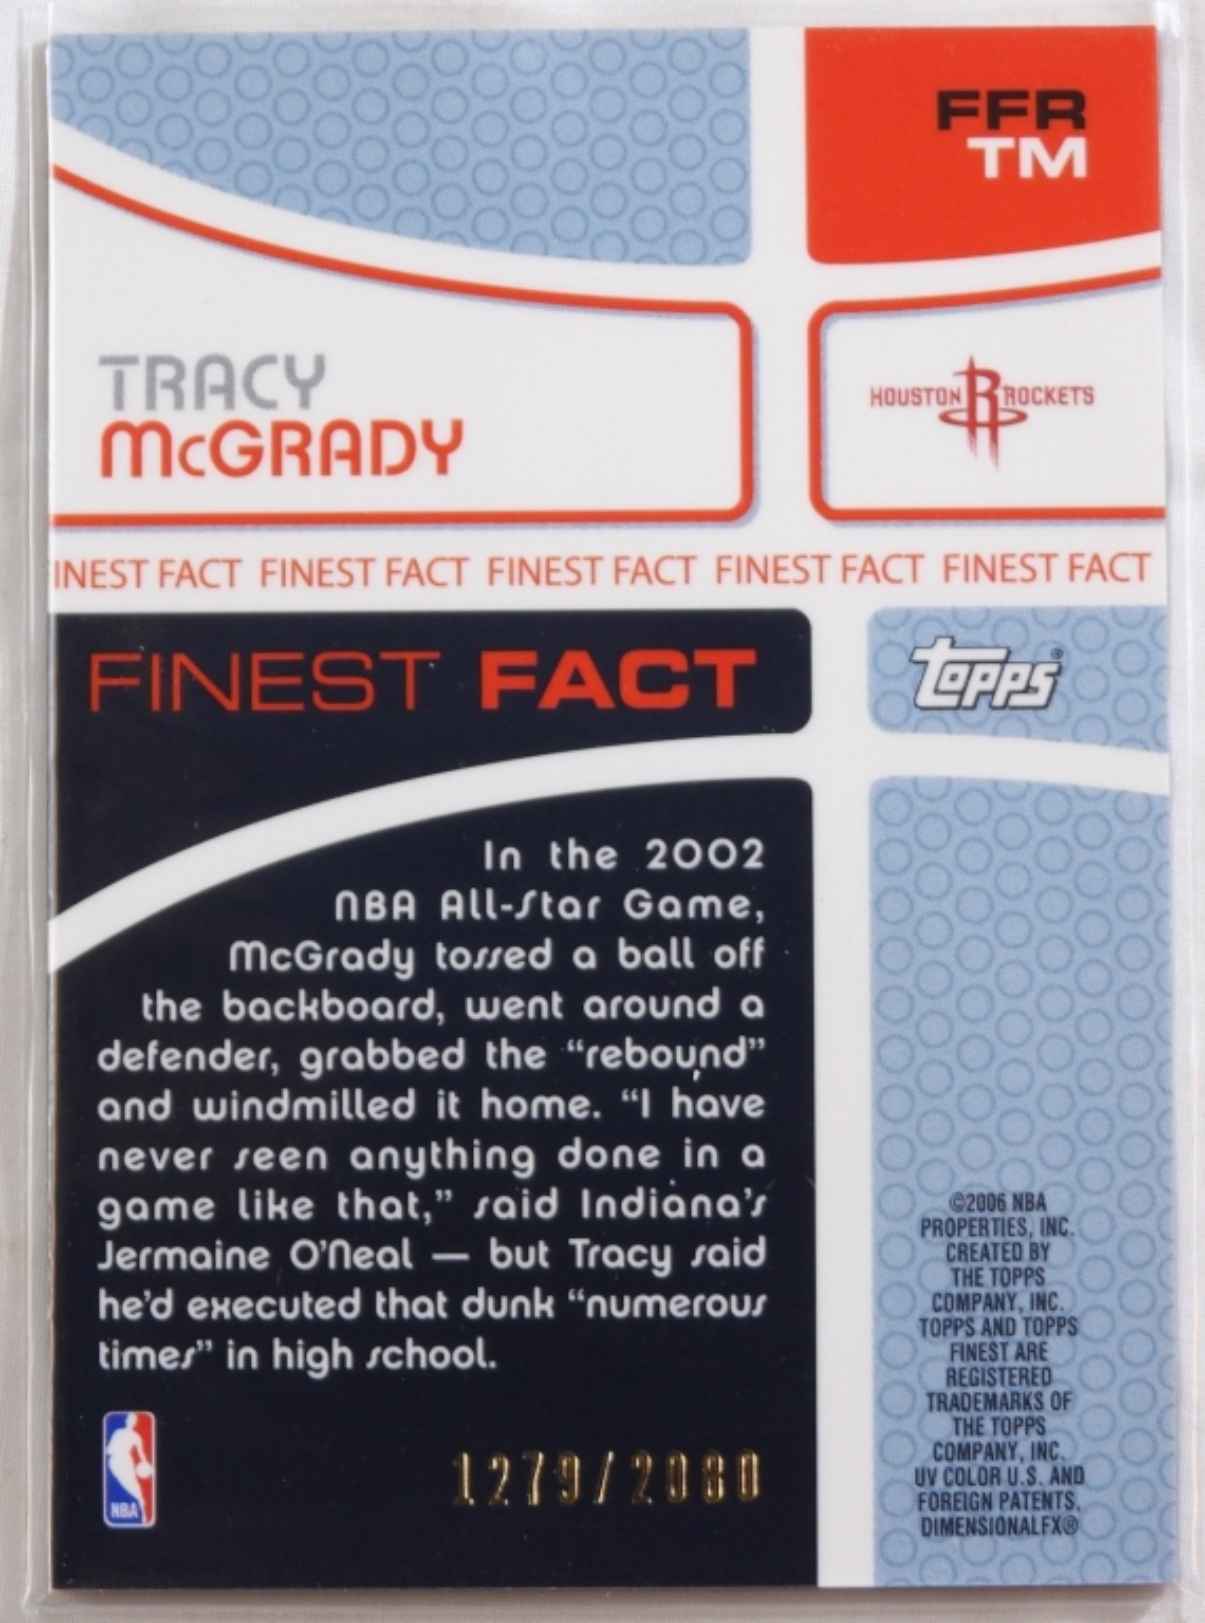 FFR
TM
TRACY
McGRADY
HOUSTON R ROCKETS
INEST FACT FINEST FACT FINEST FACT FINEST FACT FINEST FACT
FINEST FACT
TOPPS®
In the 2002
NBA All-Star Game,
McGrady tossed a ball off
the backboard, went around a
defender, grabbed the “rebound”
and windmilled it home. “I have
never seen anything done in a
game like that,” said Indiana's
Jermaine O'Neal — but Tracy said
he'd executed that dunk “numerous
times” in high school.
NBA
1279/2080
©2006 NBA
PROPERTIES, INC.
CREATED BY
THE TOPPS
COMPANY, INC.
TOPPS AND TOPPS
FINEST ARE
REGISTERED
TRADEMARKS OF
THE TOPPS
COMPANY, INC.
UV COLOR U.S. AND
FOREIGN PATENTS,
DIMENSIONALFX®